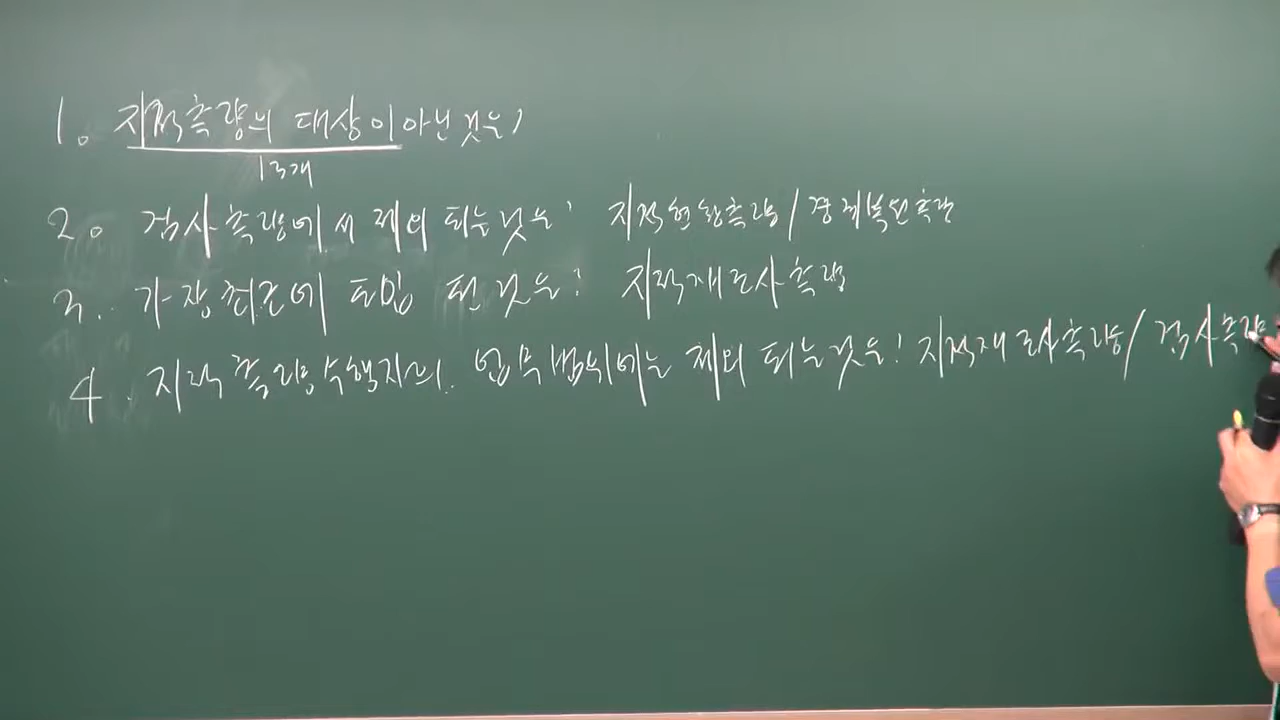 1. 지적측량의 대상이 아닌 것은?
13개
2. 검사측량에서 제외 되는 것은? 지적현황측량/경계복원측량
3. 가장 최근에 도입 된 것은? 지적재조사측량
4. 지적측량수행자의 업무범위에는 제외 되는 것은? 지적재조사측량/검사측량